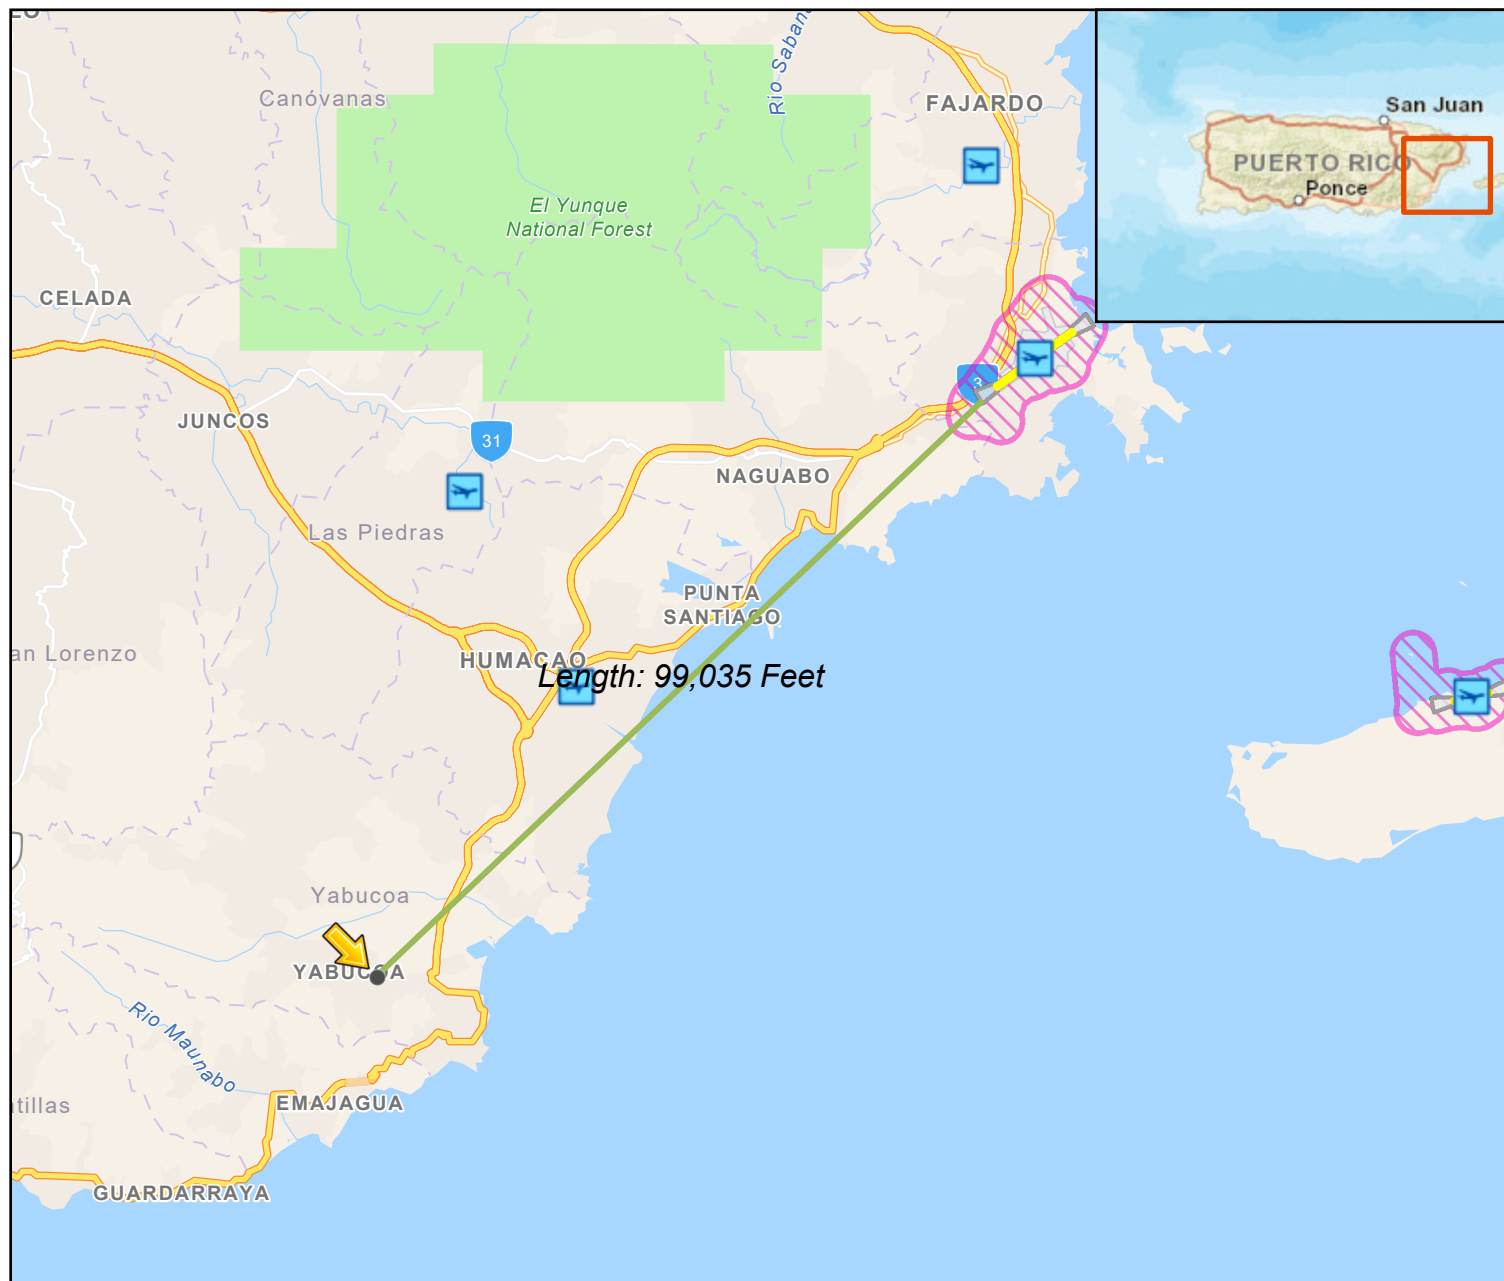 Canóvanas
Rio Sabana
FAJARDO
San Juan
PUERTO RICO
Ponce
El Yunque
National Forest
CELADA
JUNCOS
31
3
NAGUABO
Las Piedras
PUNTA
SANTIAGO
an Lorenzo
HUMACAO
Length: 99,035 Feet
Yabucoa
YABUCOA
Rio Maunabo
EMAJAGUA
tillas
GUARDARRAYA